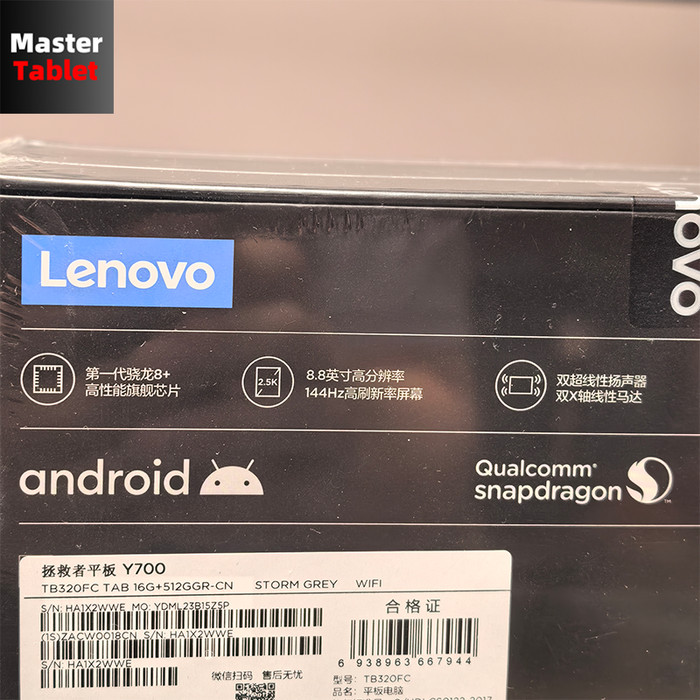 Master
Tablet
Lenovo
novo
第一代骁龙8+
高性能旗舰芯片
2.5K
8.8英寸高分辨率
144Hz高刷新率屏幕
双超线性扬声器
双X轴线性马达
android
Qualcomm®
snapdragon™
拯救者平板 Y700
TB320FC TAB 16G+512GGR-CN STORM GREY WIFI
S/N: HA1X2WWE MO: YDML23B15Z5P
合格证
(1S)ZACW0018CN S/N:HA1X2WWE
S/N: HA1X2WWE
6 938963 667944
微信扫码 售后无忧
型号: TB320FC
品名: 平板电脑